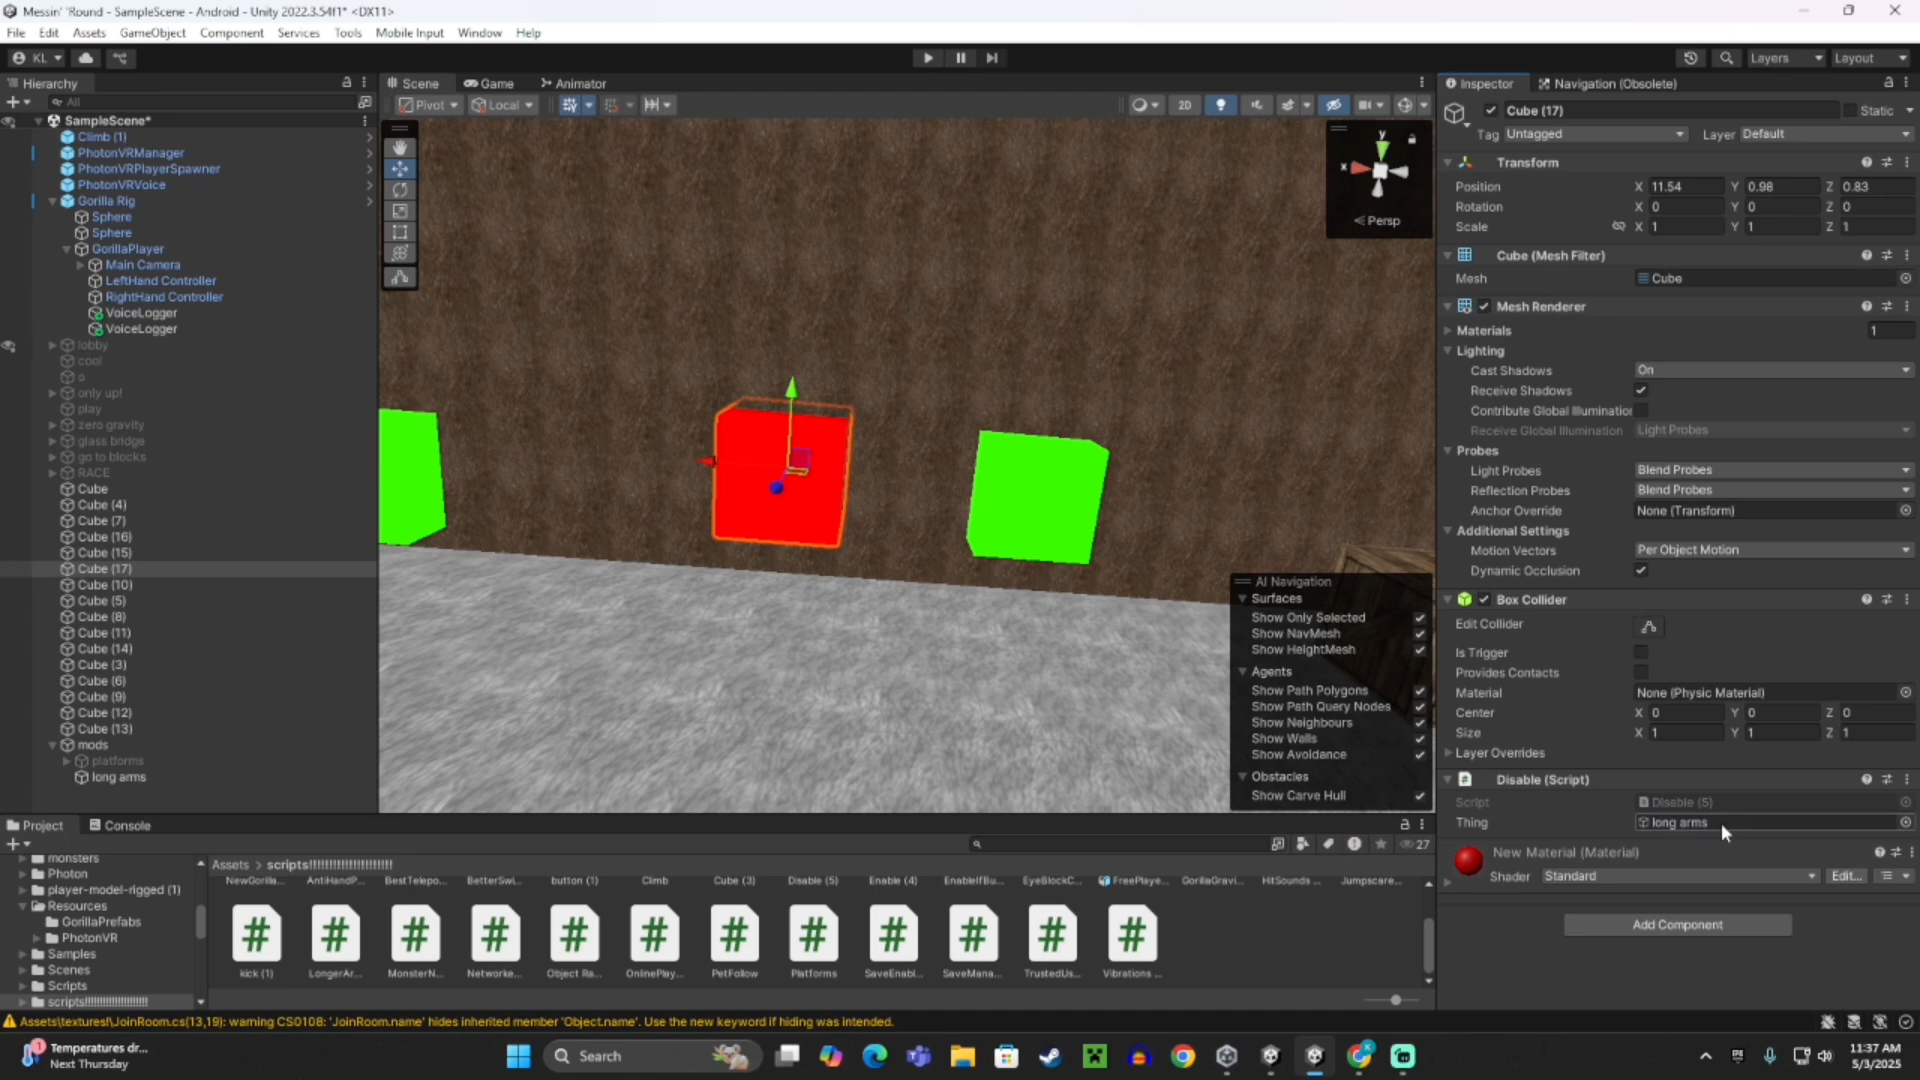 Messin' 'Round - SampleScene - Android - Unity 2022.3.54f1* <DX11>
File Edit Assets GameObject Component Services Tools Mobile Input Window Help
KL Layers Layout
Hierarchy
All
SampleScene*
Climb (1)
PhotonVRManager
PhotonVRPlayerSpawner
PhotonVRVoice
Gorilla Rig
Sphere
Sphere
GorillaPlayer
Main Camera
LeftHand Controller
RightHand Controller
VoiceLogger
VoiceLogger
lobby
cool
o
only up!
play
zero gravity
glass bridge
go to blocks
RACE
Cube
Cube (4)
Cube (7)
Cube (16)
Cube (15)
Cube (17)
Cube (10)
Cube (5)
Cube (8)
Cube (11)
Cube (14)
Cube (3)
Cube (6)
Cube (9)
Cube (12)
Cube (13)
mods
platforms
long arms
Scene Game Animator
Pivot Local 2D
y
x
Persp
AI Navigation
Surfaces
Show Only Selected
Show NavMesh
Show HeightMesh
Agents
Show Path Polygons
Show Path Query Nodes
Show Neighbours
Show Walls
Show Avoidance
Obstacles
Show Carve Hull
Inspector Navigation (Obsolete)
Cube (17) Static
Tag Untagged Layer Default
Transform
Position X 11.54 Y 0.98 Z 0.83
Rotation X 0 Y 0 Z 0
Scale X 1 Y 1 Z 1
Cube (Mesh Filter)
Mesh Cube
Mesh Renderer
Materials 1
Lighting
Cast Shadows On
Receive Shadows
Contribute Global Illumination
Receive Global Illumination Light Probes
Probes
Light Probes Blend Probes
Reflection Probes Blend Probes
Anchor Override None (Transform)
Additional Settings
Motion Vectors Per Object Motion
Dynamic Occlusion
Box Collider
Edit Collider
Is Trigger
Provides Contacts
Material None (Physic Material)
Center X 0 Y 0 Z 0
Size X 1 Y 1 Z 1
Layer Overrides
Disable (Script)
Script Disable (5)
Thing long arms
New Material (Material)
Shader Standard Edit...
Add Component
Project Console
27
monsters
Photon
player-model-rigged (1)
Resources
GorillaPrefabs
PhotonVR
Samples
Scenes
Scripts
scripts!!!!!!!!!!!!!!!!!!!!!!
Assets > scripts!!!!!!!!!!!!!!!!!!!!!!
NewGorilla... AntiHandP... BestTelepo... BetterSwi... button (1) Climb Cube (3) Disable (5) Enable (4) EnableIfBu... EyeBlockC... FreePlaye... GorillaGravi... HitSounds ... Jumpscare...
kick (1) LongerAr... MonsterN... Networke... Object Ra... OnlinePlay... PetFollow Platforms SaveEnabl... SaveMana... TrustedUs... Vibrations ...
Assets\textures!\JoinRoom.cs(13,19): warning CS0108: 'JoinRoom.name' hides inherited member 'Object.name'. Use the new keyword if hiding was intended.
1
Temperatures dr...
Next Thursday
Search
11:37 AM
5/3/2025